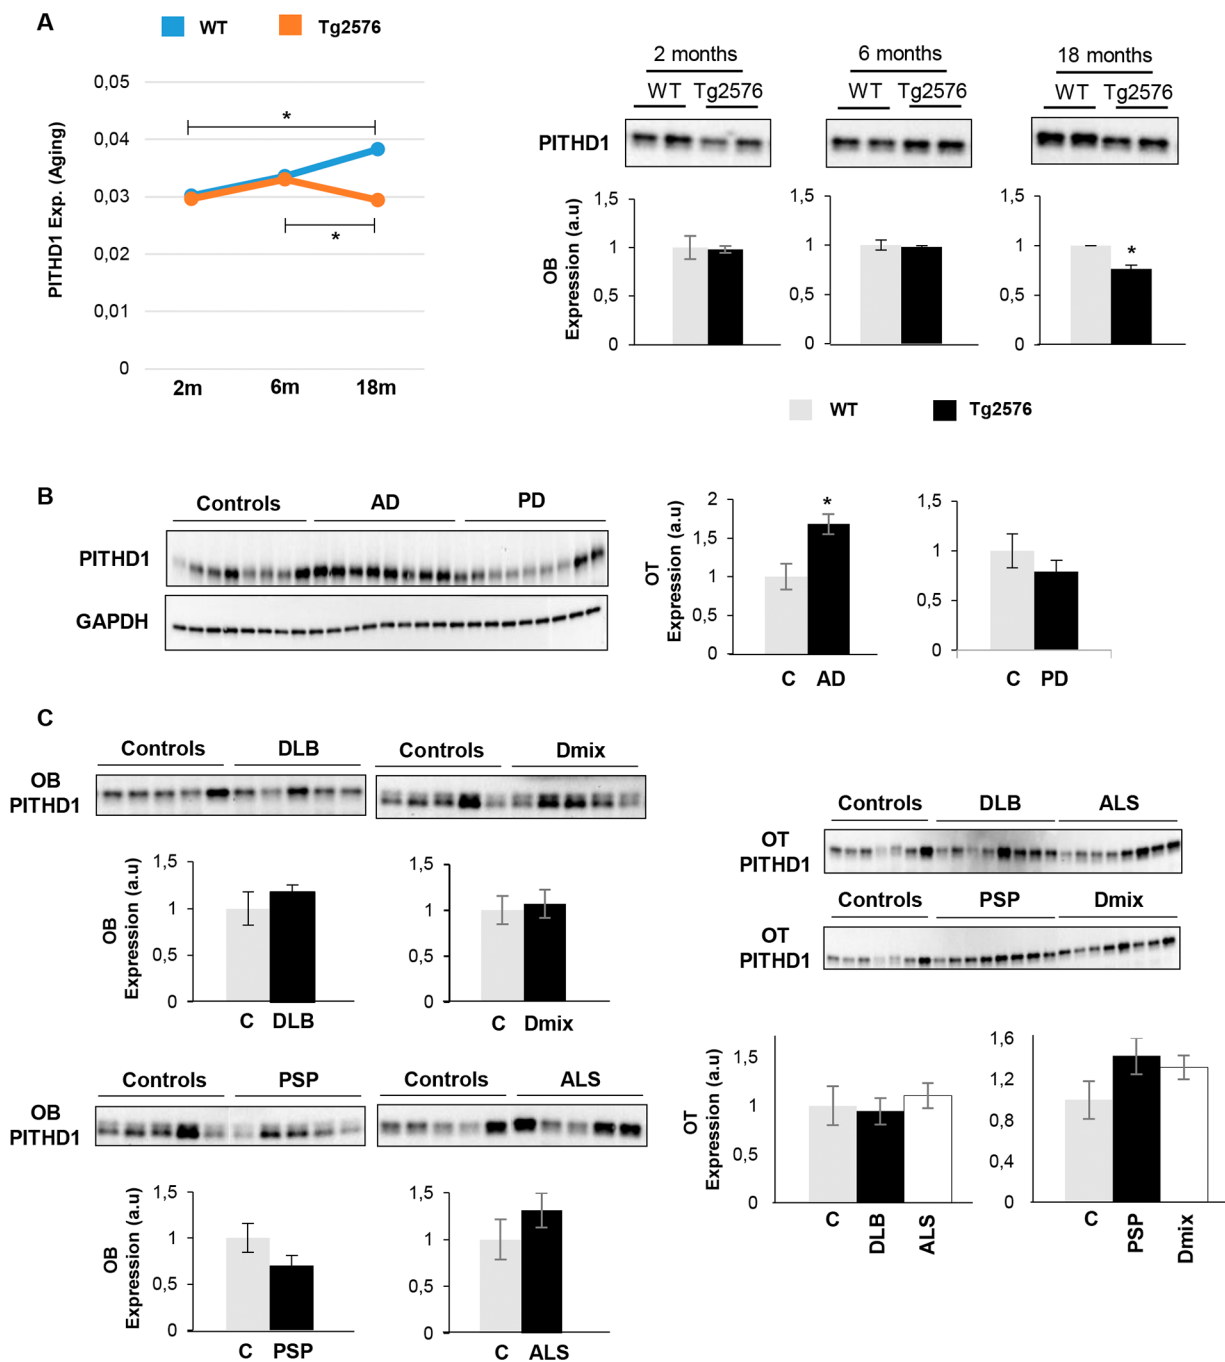 A
WT Tg2576
PITHD1 Exp. (Aging)
0,05
0,04
0,03
0,02
0,01
0
*
*
2m 6m 18m
2 months 6 months 18 months
WT Tg2576 WT Tg2576 WT Tg2576
PITHD1
OB
Expression (a.u)
1,5
1
0,5
0
1,5
1
0,5
0
1,5
1
0,5
0
*
WT Tg2576
B
Controls AD PD
PITHD1
GAPDH
OT
Expression (a.u)
2
1,5
1
0,5
0
*
C AD
1,5
1
0,5
0
C PD
C
Controls DLB
OB
PITHD1
Controls Dmix
OB
Expression (a.u)
1,5
1
0,5
0
C DLB
1,5
1
0,5
0
C Dmix
Controls PSP
OB
PITHD1
Controls ALS
OB
Expression (a.u)
1,5
1
0,5
0
C PSP
1,5
1
0,5
0
C ALS
Controls DLB ALS
OT
PITHD1
Controls PSP Dmix
OT
PITHD1
OT
Expression (a.u)
1,5
1
0,5
0
C DLB ALS
1,6
1,2
0,8
0,4
0
C PSP Dmix